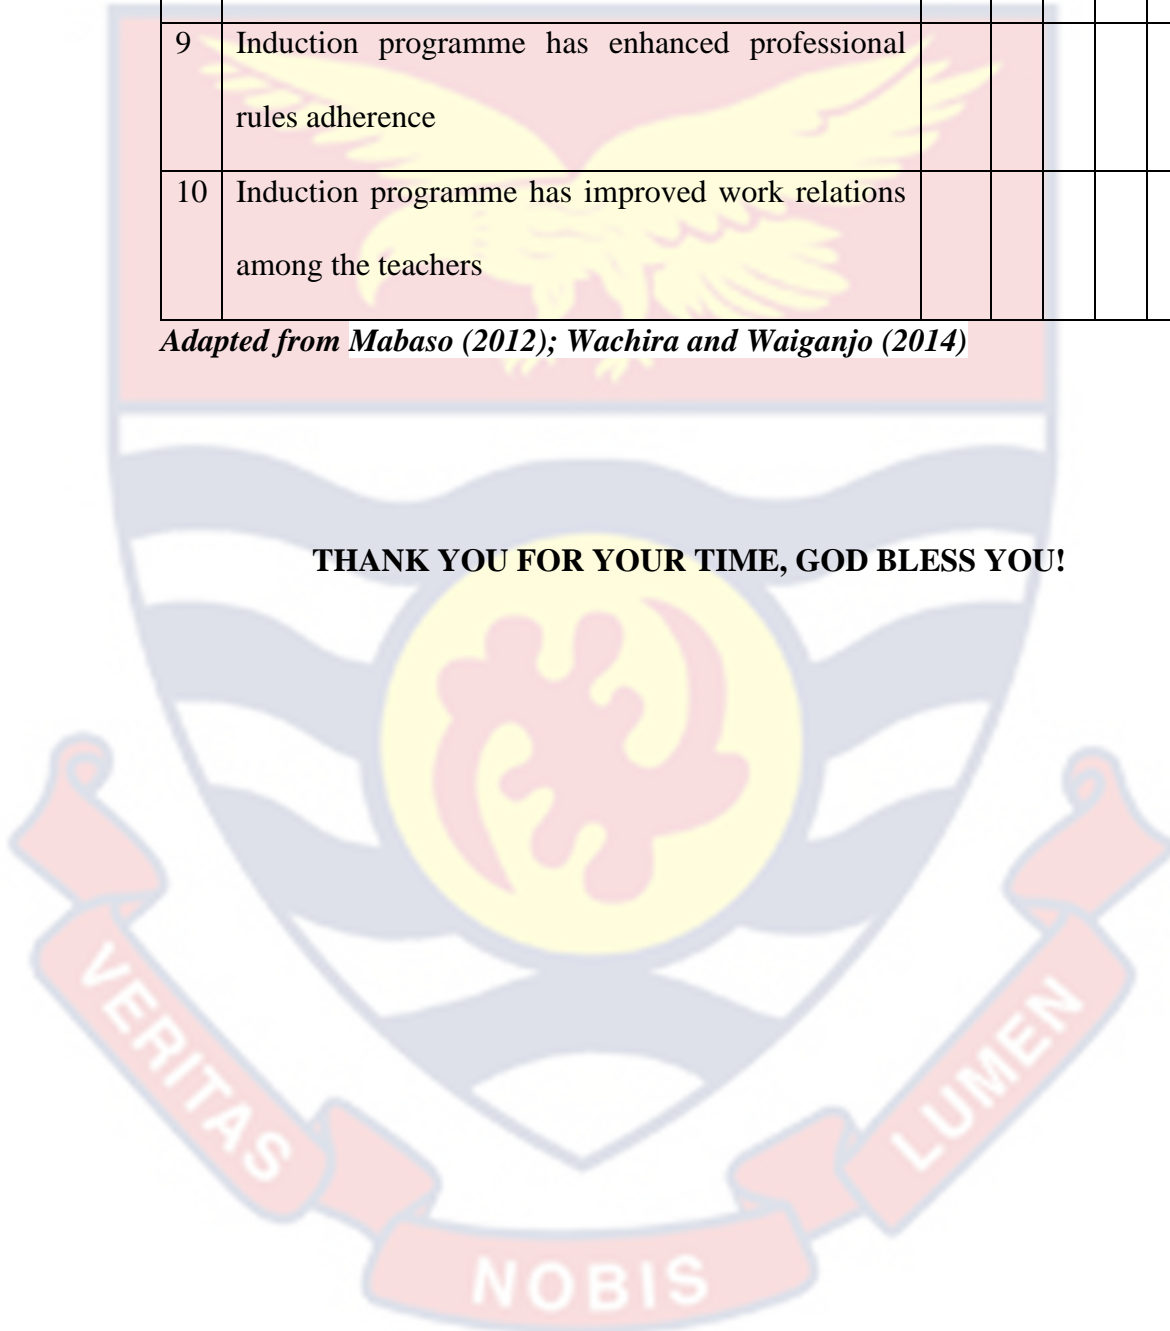 9 Induction programme has enhanced professional
rules adherence
10 Induction programme has improved work relations
among the teachers
Adapted from Mabaso (2012); Wachira and Waiganjo (2014)
THANK YOU FOR YOUR TIME, GOD BLESS YOU!
VERITAS
NOBIS
LUMEN